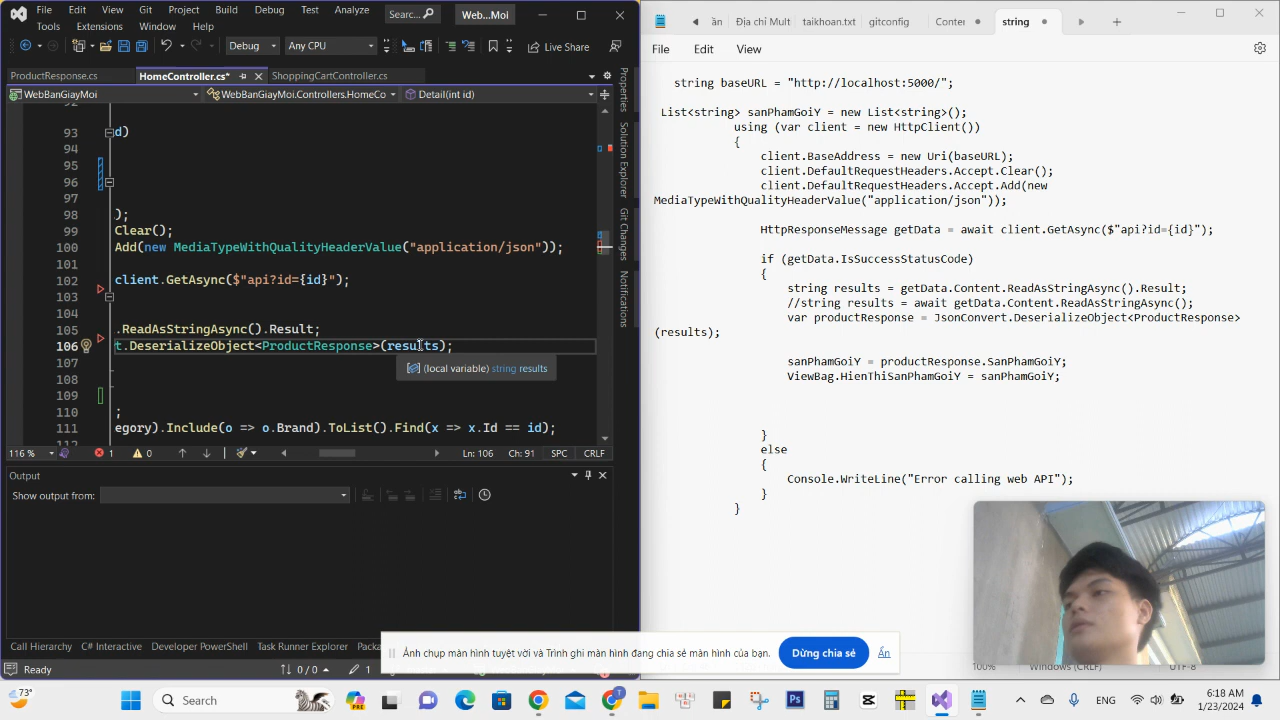 File Edit View Git Project Build Debug Test Analyze
Tools Extensions Window Help
Searc...
Web...Moi
Debug
Any CPU
Live Share
ProductResponse.cs
HomeController.cs*
ShoppingCartController.cs
WebBanGiayMoi
WebBanGiayMoi.Controllers.HomeCo
Detail(int id)
93 d)
94
95
96
97
98 );
99 Clear();
100 Add(new MediaTypeWithQualityHeaderValue("application/json"));
101
102 client.GetAsync($"api?id={id}");
103
104
105 .ReadAsStringAsync().Result;
106 t.DeserializeObject<ProductResponse>(results);
107
(local variable) string results
108
109
110 ;
111 egory).Include(o => o.Brand).ToList().Find(x => x.Id == id);
116 %
1
0
Ln: 106 Ch: 91 SPC CRLF
Output
Show output from:
Call Hierarchy C# Interactive Developer PowerShell Task Runner Explorer
Ready
0 / 0
1
Properties
Solution Explorer
Git Changes
Notifications
ần
Địa chỉ Mult
taikhoan.txt
gitconfig
Conter
string
File Edit View
string baseURL = "http://localhost:5000/";
List<string> sanPhamGoiY = new List<string>();
using (var client = new HttpClient())
{
client.BaseAddress = new Uri(baseURL);
client.DefaultRequestHeaders.Accept.Clear();
client.DefaultRequestHeaders.Accept.Add(new
MediaTypeWithQualityHeaderValue("application/json"));
HttpResponseMessage getData = await client.GetAsync($"api?id={id}");
if (getData.IsSuccessStatusCode)
{
string results = getData.Content.ReadAsStringAsync().Result;
//string results = await getData.Content.ReadAsStringAsync();
var productResponse = JsonConvert.DeserializeObject<ProductResponse>
(results);
sanPhamGoiY = productResponse.SanPhamGoiY;
ViewBag.HienThiSanPhamGoiY = sanPhamGoiY;
}
else
{
Console.WriteLine("Error calling web API");
}
}
100%
Windows (CRLF)
UTF-8
Ảnh chụp màn hình tuyệt vời và Trình ghi màn hình đang chia sẻ màn hình của bạn.
Dừng chia sẻ
Ẩn
73°
Search
ENG
6:18 AM
1/23/2024